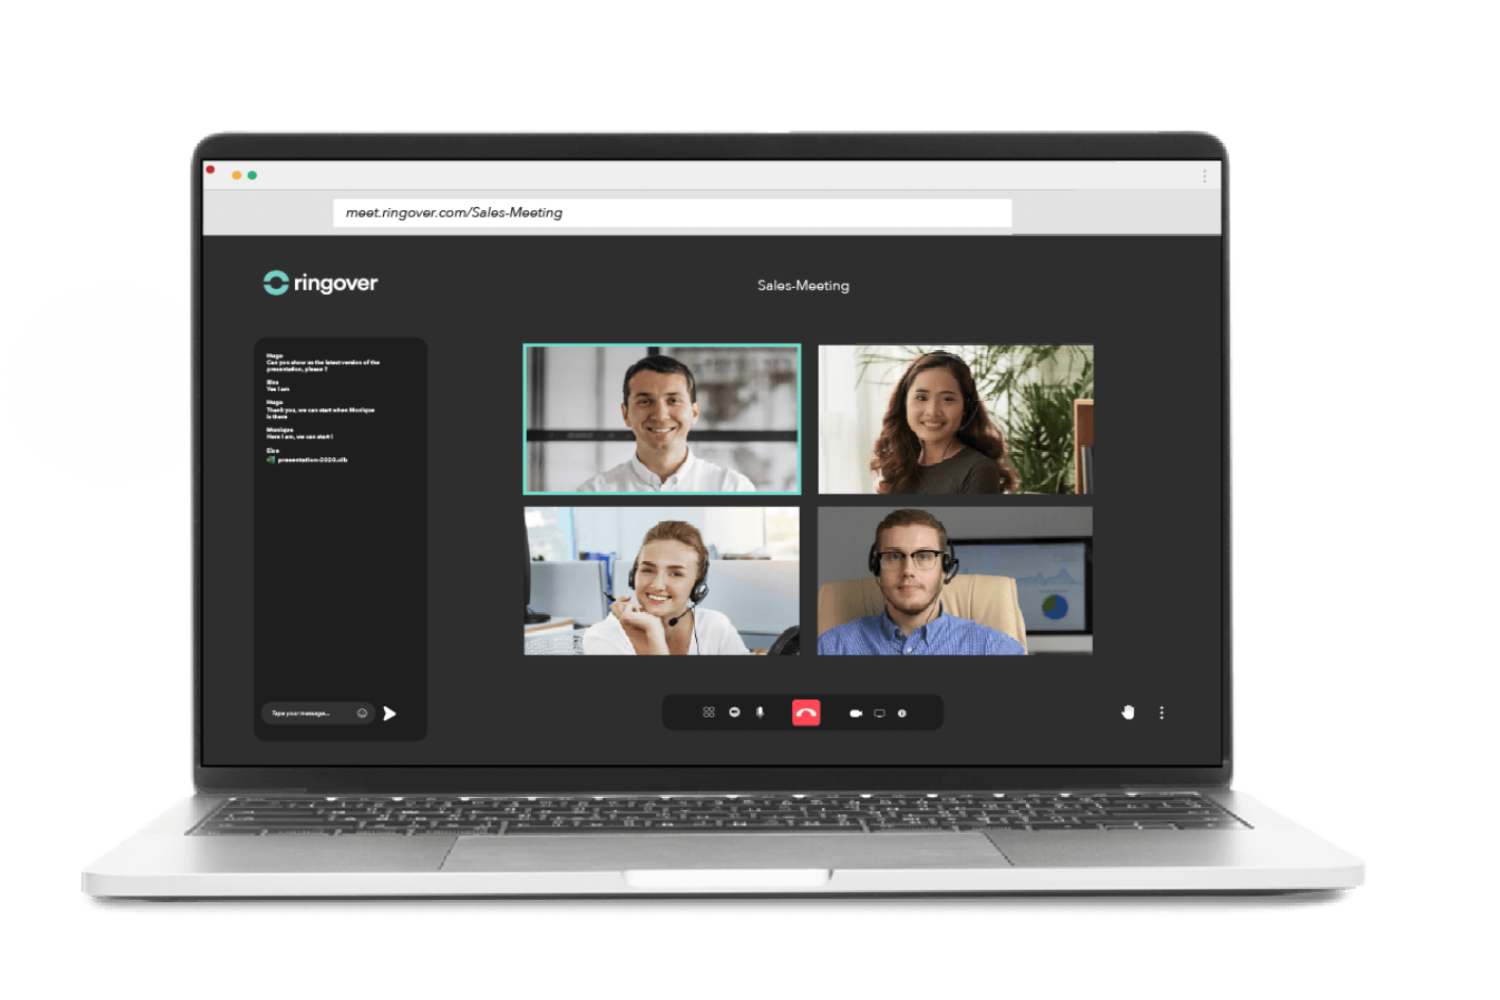 meet.ringover.com/Sales-Meeting
ringover
Sales-Meeting
Hugo
Can you show us the latest version of the
presentation, please ?
Elsa
Yes I am
Hugo
Thank you, we can start when Monique
is there
Monique
Here I am, we can start !
Elsa
presentation-2020.xlb
Type your message...